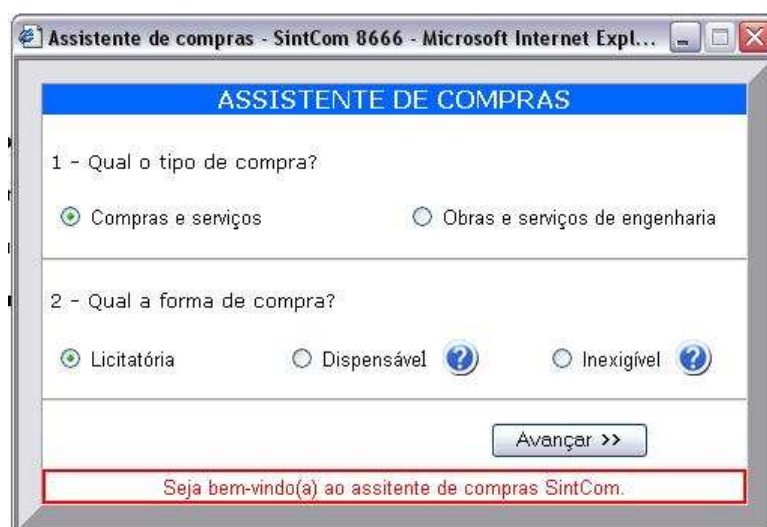 Assistente de compras - SintCom 8666 - Microsoft Internet Expl...
ASSISTENTE DE COMPRAS
1 - Qual o tipo de compra?
Compras e serviços Obras e serviços de engenharia
2 - Qual a forma de compra?
Licitatória Dispensável ? Inexigível ?
Avançar >>
Seja bem-vindo(a) ao assitente de compras SintCom.